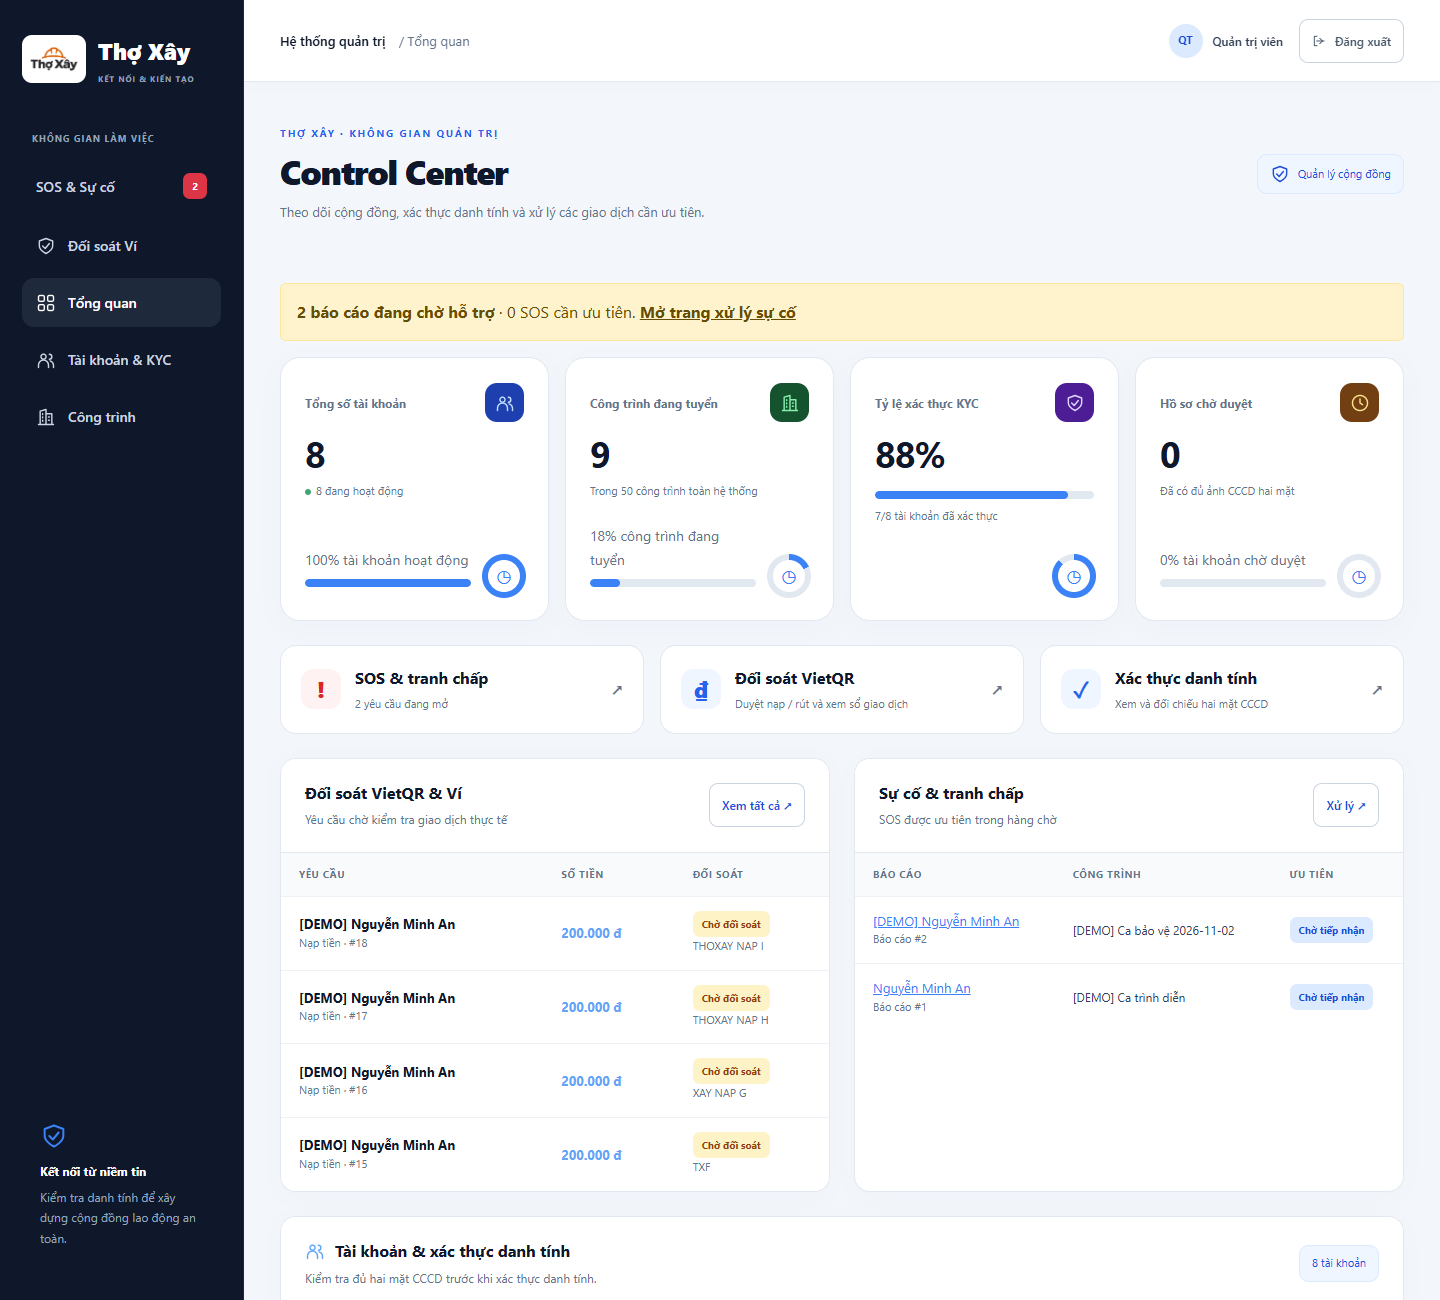 Thợ Xây
Thợ Xây
KẾT NỐI & KIẾN TẠO
KHÔNG GIAN LÀM VIỆC
SOS & Sự cố
2
Đối soát Ví
Tổng quan
Tài khoản & KYC
Công trình
Kết nối từ niềm tin
Kiểm tra danh tính để xây
dựng cộng đồng lao động an
toàn.
Hệ thống quản trị / Tổng quan
QT
Quản trị viên
Đăng xuất
THỢ XÂY · KHÔNG GIAN QUẢN TRỊ
Control Center
Theo dõi cộng đồng, xác thực danh tính và xử lý các giao dịch cần ưu tiên.
Quản lý cộng đồng
2 báo cáo đang chờ hỗ trợ · 0 SOS cần ưu tiên. Mở trang xử lý sự cố
Tổng số tài khoản
8
8 đang hoạt động
100% tài khoản hoạt động
Công trình đang tuyển
9
Trong 50 công trình toàn hệ thống
18% công trình đang
tuyển
Tỷ lệ xác thực KYC
88%
7/8 tài khoản đã xác thực
Hồ sơ chờ duyệt
0
Đã có đủ ảnh CCCD hai mặt
0% tài khoản chờ duyệt
!
SOS & tranh chấp
2 yêu cầu đang mở
↗
₫
Đối soát VietQR
Duyệt nạp / rút và xem sổ giao dịch
↗
✓
Xác thực danh tính
Xem và đối chiếu hai mặt CCCD
↗
Đối soát VietQR & Ví
Yêu cầu chờ kiểm tra giao dịch thực tế
Xem tất cả ↗
YÊU CẦU SỐ TIỀN ĐỐI SOÁT
[DEMO] Nguyễn Minh An
Nạp tiền · #18
200.000 đ
Chờ đối soát
THOXAY NAP I
[DEMO] Nguyễn Minh An
Nạp tiền · #17
200.000 đ
Chờ đối soát
THOXAY NAP H
[DEMO] Nguyễn Minh An
Nạp tiền · #16
200.000 đ
Chờ đối soát
XAY NAP G
[DEMO] Nguyễn Minh An
Nạp tiền · #15
200.000 đ
Chờ đối soát
TXF
Sự cố & tranh chấp
SOS được ưu tiên trong hàng chờ
Xử lý ↗
BÁO CÁO CÔNG TRÌNH ƯU TIÊN
[DEMO] Nguyễn Minh An
Báo cáo #2
[DEMO] Ca bảo vệ 2026-11-02
Chờ tiếp nhận
Nguyễn Minh An
Báo cáo #1
[DEMO] Ca trình diễn
Chờ tiếp nhận
Tài khoản & xác thực danh tính
Kiểm tra đủ hai mặt CCCD trước khi xác thực danh tính.
8 tài khoản